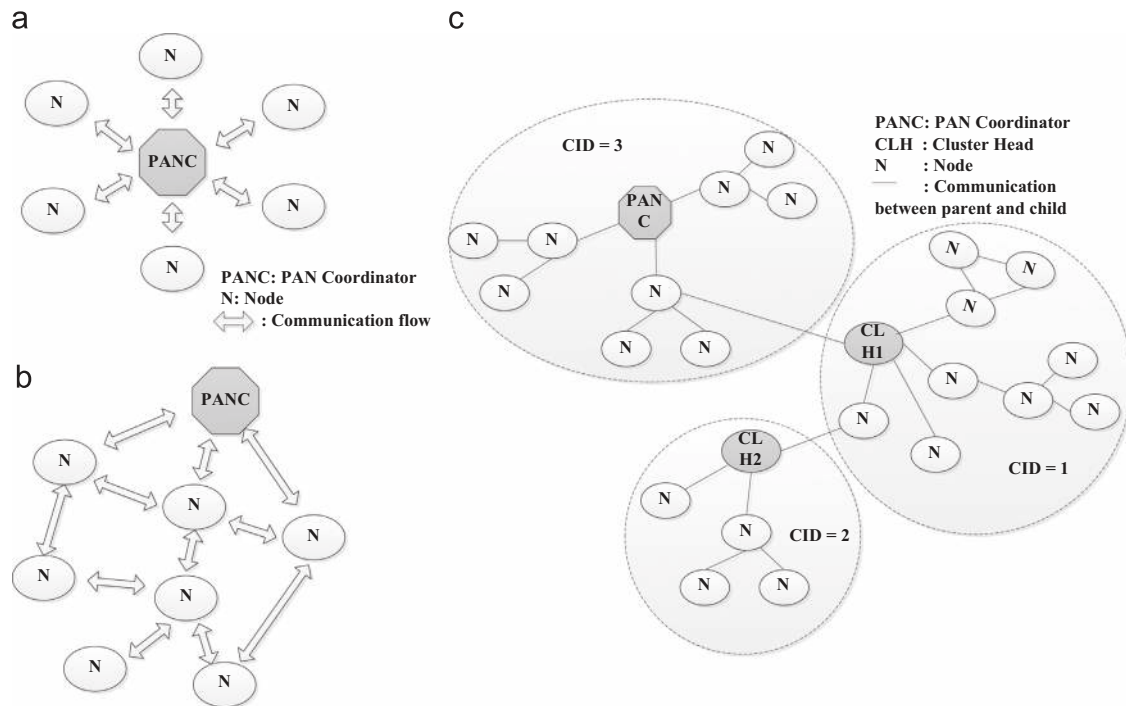 a
N
N
N
PANC
N
N
N
PANC: PAN Coordinator
N: Node
: Communication flow
b
PANC
N
N
N
N
N
N
N
c
CID = 3
N
N
N
PAN
C
N
N
N
N
N
N
PANC: PAN Coordinator
CLH : Cluster Head
N : Node
: Communication
between parent and child
N
N
N
CL
H1
N
N
N
N
N
N
CID = 1
CL
H2
N
N
CID = 2
N
N